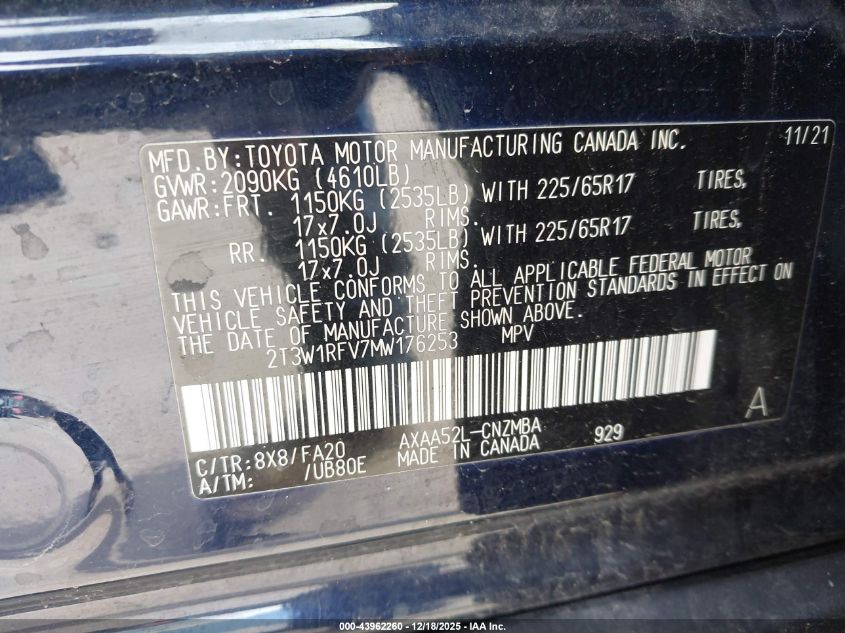 MFD. BY: TOYOTA MOTOR MANUFACTURING CANADA INC. 11/21
GVWR: 2090KG (4610LB)
GAWR: FRT. 1150KG (2535LB) WITH 225/65R17 TIRES,
17x7.0J RIMS.
RR. 1150KG (2535LB) WITH 225/65R17 TIRES,
17x7.0J RIMS.
THIS VEHICLE CONFORMS TO ALL APPLICABLE FEDERAL MOTOR
VEHICLE SAFETY AND THEFT PREVENTION STANDARDS IN EFFECT ON
THE DATE OF MANUFACTURE SHOWN ABOVE.
2T3W1RFV7MW176253 MPV
A
C/TR: 8X8/FA20 AXAA52L-CNZMBA 929
A/TM: /UB80E MADE IN CANADA
000-43962260 - 12/18/2025 - IAA Inc.